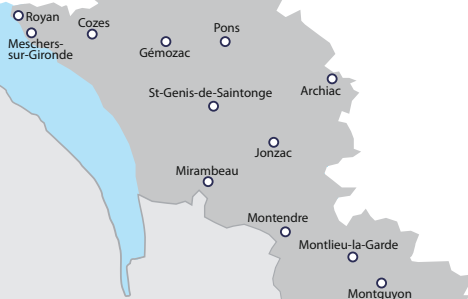 Royan
Cozes
Pons
Meschers-
sur-Gironde
Gémozac
St-Genis-de-Saintonge
Archiac
Jonzac
Mirambeau
Montendre
Montlieu-la-Garde
Montguyon